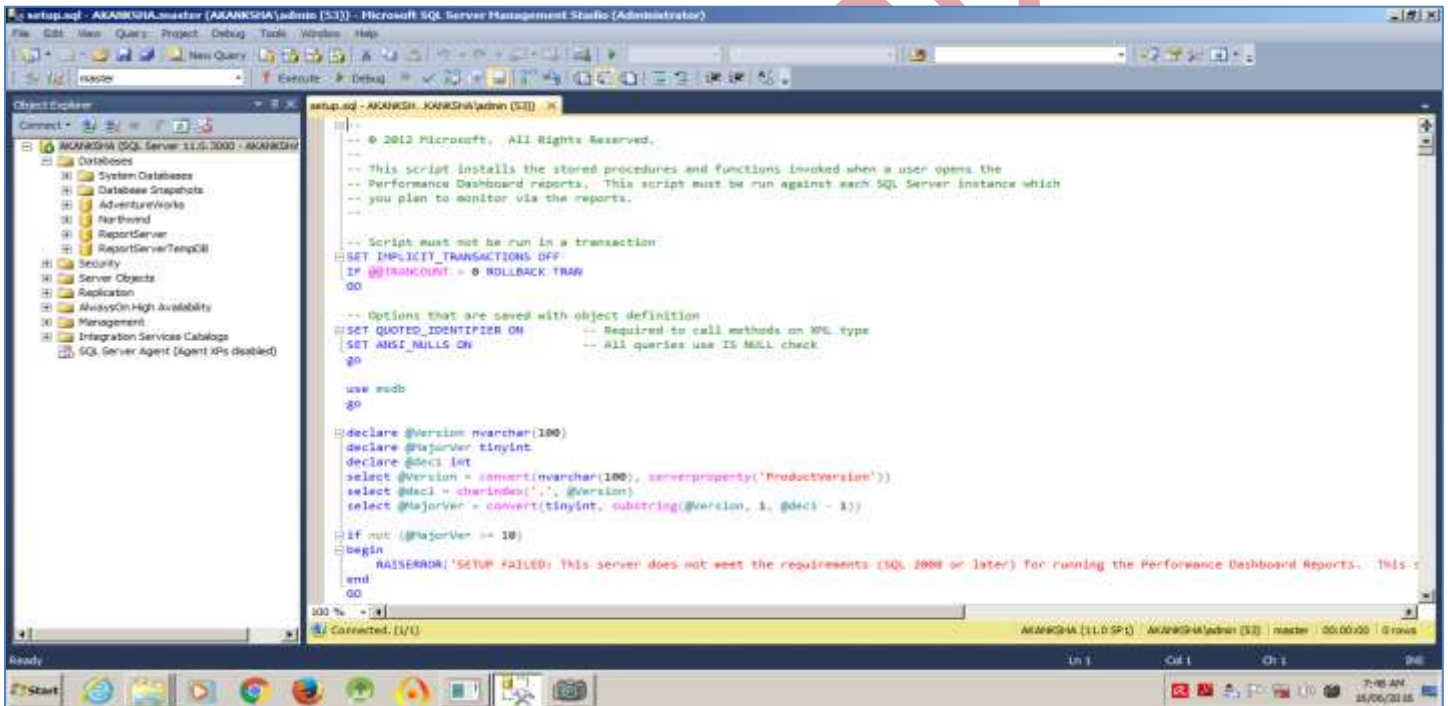 setup.sql - AKANKSHA.master (AKANKSHA\admin (53)) - Microsoft SQL Server Management Studio (Administrator)
File Edit View Query Project Debug Tools Window Help
New Query
master Execute Debug
Object Explorer
Connect
AKANKSHA (SQL Server 11.0.3000 - AKANKSHA
Databases
System Databases
Database Snapshots
AdventureWorks
Northwind
ReportServer
ReportServerTempDB
Security
Server Objects
Replication
AlwaysOn High Availability
Management
Integration Services Catalogs
SQL Server Agent (Agent XPs disabled)
setup.sql - AKANKSH...KANKSHA\admin (53))
--
-- © 2012 Microsoft. All Rights Reserved.
--
-- This script installs the stored procedures and functions invoked when a user opens the
-- Performance Dashboard reports. This script must be run against each SQL Server instance which
-- you plan to monitor via the reports.
--
-- Script must not be run in a transaction
SET IMPLICIT_TRANSACTIONS OFF
IF @@TRANCOUNT > 0 ROLLBACK TRAN
GO
-- Options that are saved with object definition
SET QUOTED_IDENTIFIER ON -- Required to call methods on XML type
SET ANSI_NULLS ON -- All queries use IS NULL check
go
use msdb
go
declare @Version nvarchar(100)
declare @MajorVer tinyint
declare @deci int
select @Version = convert(nvarchar(100), serverproperty('ProductVersion'))
select @deci = charindex('.', @Version)
select @MajorVer = convert(tinyint, substring(@Version, 1, @deci - 1))
if not (@MajorVer >= 10)
begin
RAISERROR('SETUP FAILED: This server does not meet the requirements (SQL 2008 or later) for running the Performance Dashboard Reports. This s
end
GO
100 %
Connected. (1/1) AKANKSHA (11.0 SP1) AKANKSHA\admin (53) master 00:00:00 0 rows
Ready Ln 1 Col 1 Ch 1 INS
Start 7:48 AM